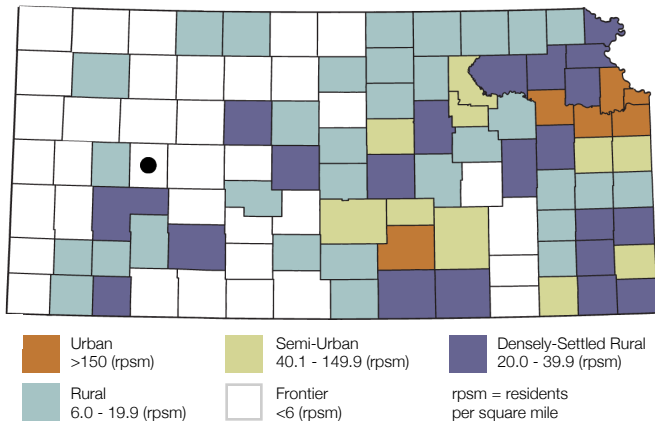 Urban
>150 (rpsm)
Semi-Urban
40.1 - 149.9 (rpsm)
Densely-Settled Rural
20.0 - 39.9 (rpsm)
Rural
6.0 - 19.9 (rpsm)
Frontier
<6 (rpsm)
rpsm = residents
per square mile